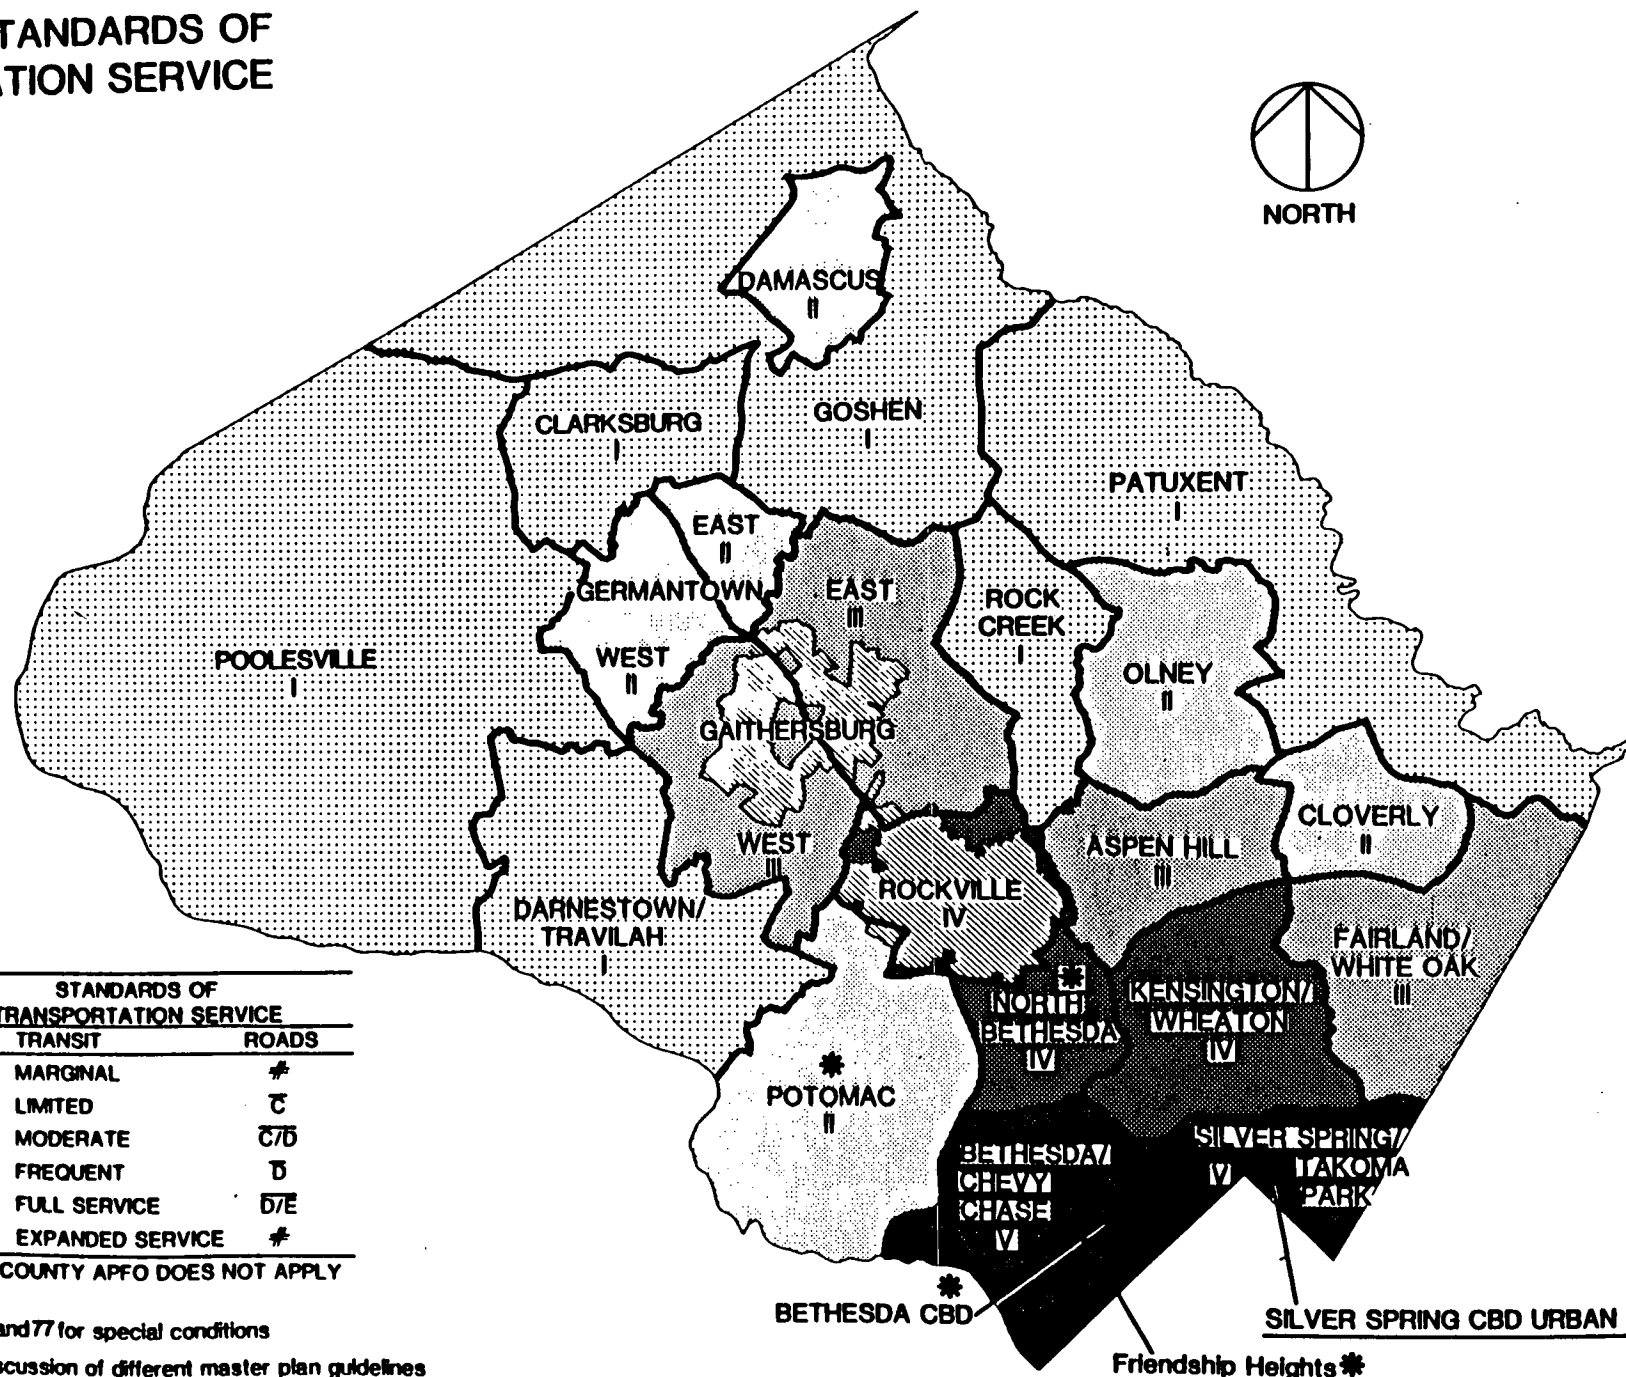 TANDARDS OF
ATION SERVICE
NORTH
DAMASCUS
II
CLARKSBURG
I
GOSHEN
I
PATUXENT
I
EAST
II
GERMANTOWN
WEST
II
EAST
III
ROCK
CREEK
I
OLNEY
II
POOLESVILLE
I
GAITHERSBURG
WEST
III
CLOVERLY
II
ASPEN HILL
III
ROCKVILLE
IV
DARNESTOWN/
TRAVILAH
I
FAIRLAND/
WHITE OAK
III
*
NORTH
BETHESDA
IV
KENSINGTON/
WHEATON
IV
*
POTOMAC
II
BETHESDA/
CHEVY
CHASE
V
SILVER SPRING/
V
TAKOMA
PARK
*
BETHESDA CBD
SILVER SPRING CBD URBAN
Friendship Heights*
STANDARDS OF
TRANSPORTATION SERVICE
TRANSIT ROADS
MARGINAL #
LIMITED C̅
MODERATE C̅/̅D̅
FREQUENT D̅
FULL SERVICE D̅/̅E̅
EXPANDED SERVICE #
COUNTY APFO DOES NOT APPLY
and 77 for special conditions
scussion of different master plan guidelines